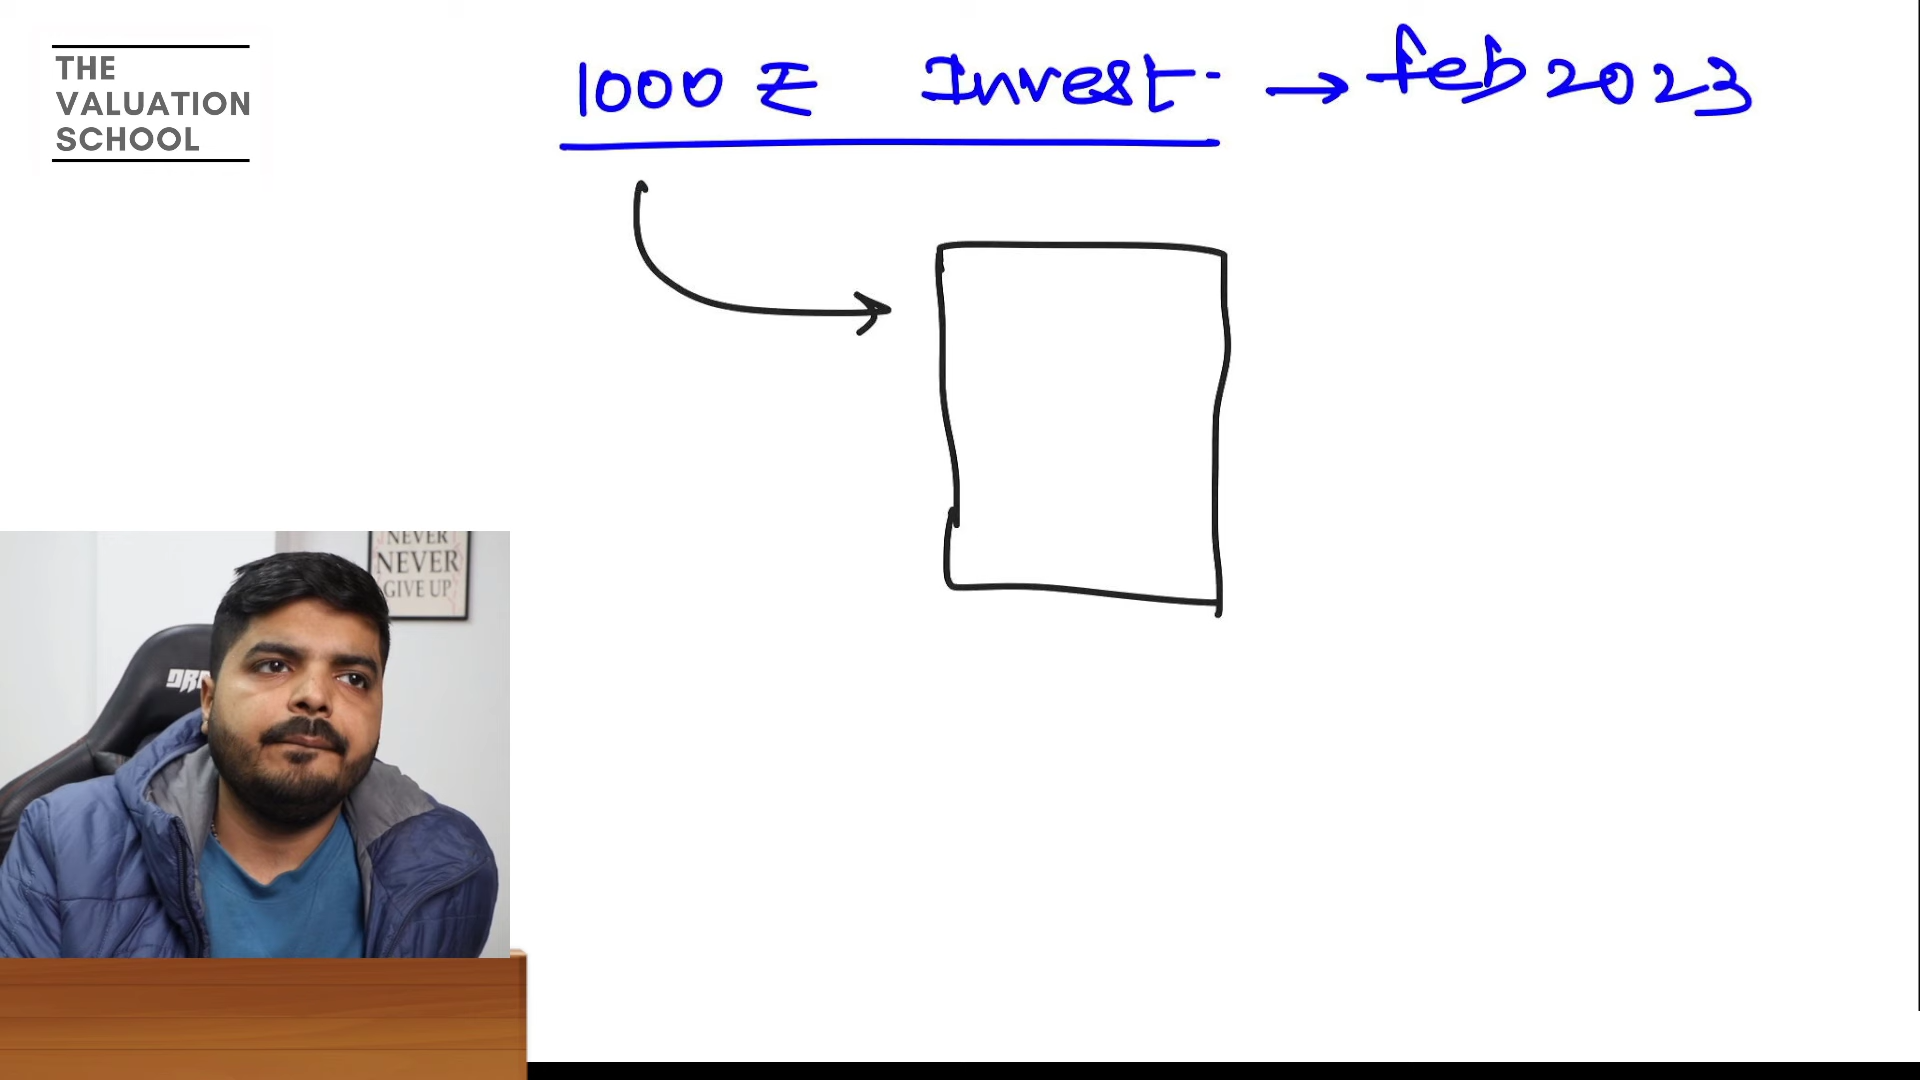 THE
VALUATION
SCHOOL
1000 ₹ Invest → feb 2023
NEVER
NEVER
GIVE UP